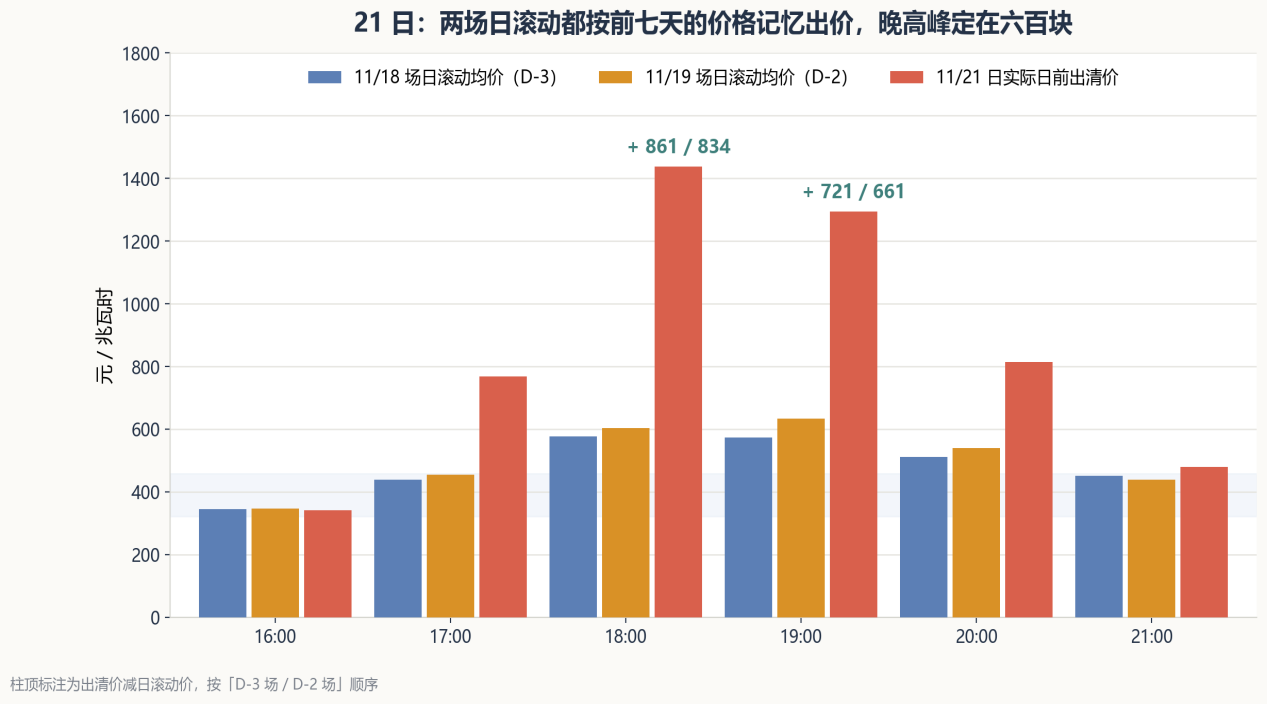 21 日：两场日滚动都按前七天的价格记忆出价，晚高峰定在六百块
11/18 场日滚动均价（D-3）
11/19 场日滚动均价（D-2）
11/21 日实际日前出清价
元 / 兆瓦时
1800
1600
1400
1200
1000
800
600
400
200
0
+ 861 / 834
+ 721 / 661
16:00
17:00
18:00
19:00
20:00
21:00
柱顶标注为出清价减日滚动价，按「D-3 场 / D-2 场」顺序